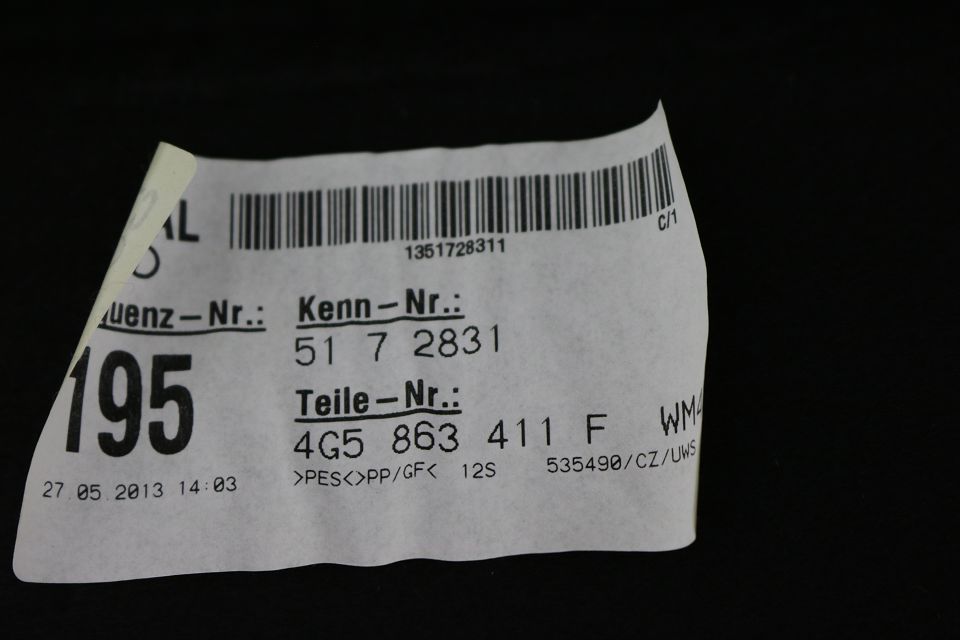 AL
1351728311
C/1
O
quenz-Nr.:
Kenn-Nr.:
195
51 7 2831
Teile-Nr.:
4G5 863 411 F WM4
27.05.2013 14:03
>PES<>PP/GF< 12S 535490/CZ/UWS